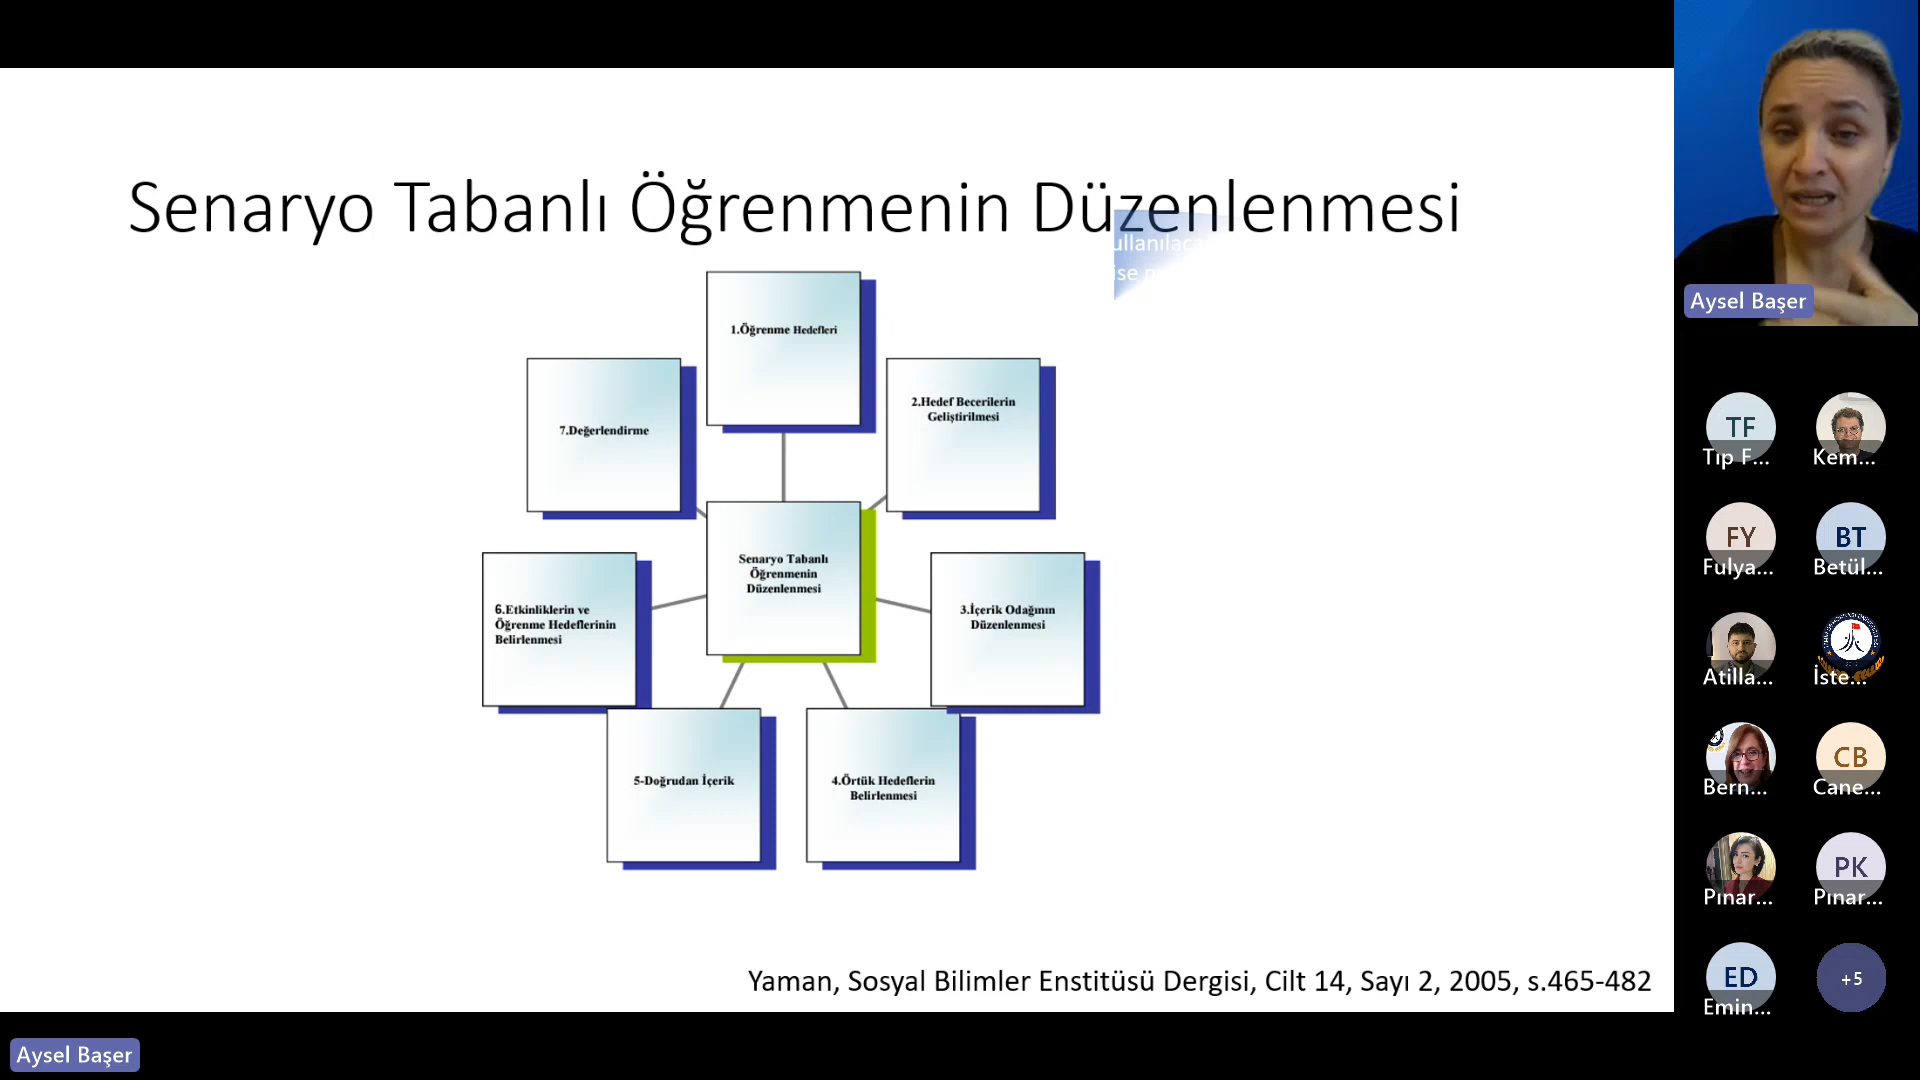 Senaryo Tabanlı Öğrenmenin Düzenlenmesi
1.Öğrenme Hedefleri
2.Hedef Becerilerin
Geliştirilmesi
3.İçerik Odağının
Düzenlenmesi
4.Örtük Hedeflerin
Belirlenmesi
5-Doğrudan İçerik
6.Etkinliklerin ve
Öğrenme Hedeflerinin
Belirlenmesi
7.Değerlendirme
Senaryo Tabanlı
Öğrenmenin
Düzenlenmesi
Yaman, Sosyal Bilimler Enstitüsü Dergisi, Cilt 14, Sayı 2, 2005, s.465-482
Aysel Başer
Aysel Başer
TF
Tıp F...
Kem...
FY
Fulya...
BT
Betül...
Atilla...
İste...
Bern...
CB
Cane...
Pınar...
PK
Pınar...
ED
Emin...
+5